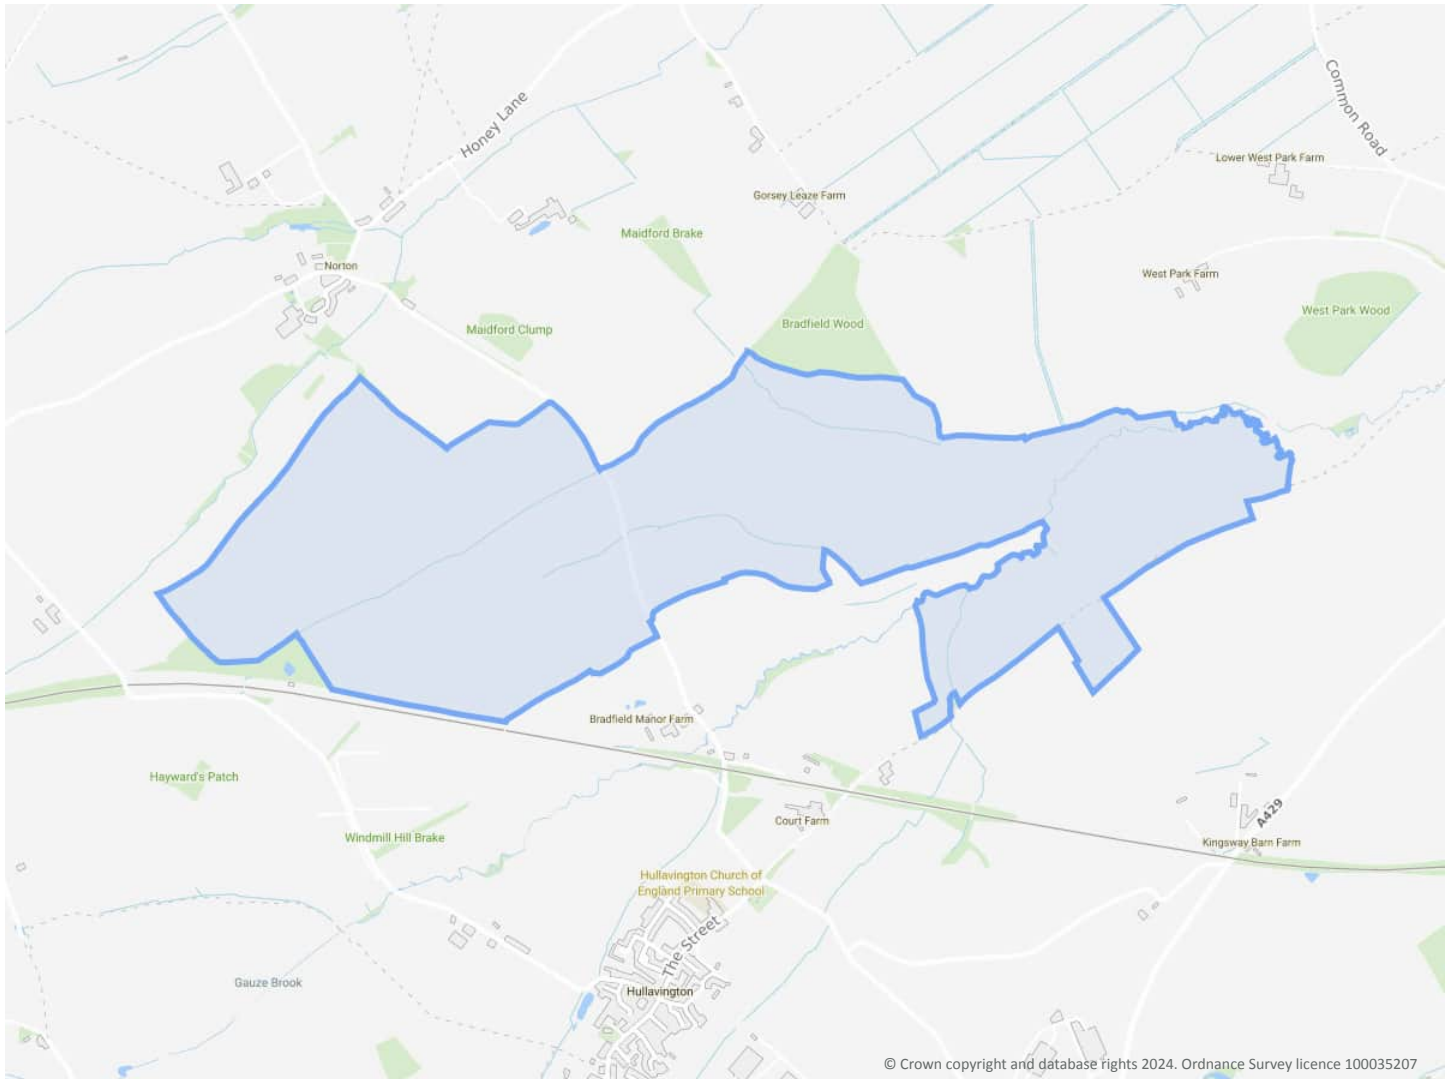 Common Road
Honey Lane
Lower West Park Farm
Gorsey Leaze Farm
Maidford Brake
Norton
West Park Farm
West Park Wood
Bradfield Wood
Maidford Clump
Bradfield Manor Farm
Hayward's Patch
Court Farm
A429
Windmill Hill Brake
Kingsway Barn Farm
Hullavington Church of
England Primary School
The Street
Gauze Brook
Hullavington
© Crown copyright and database rights 2024. Ordnance Survey licence 100035207